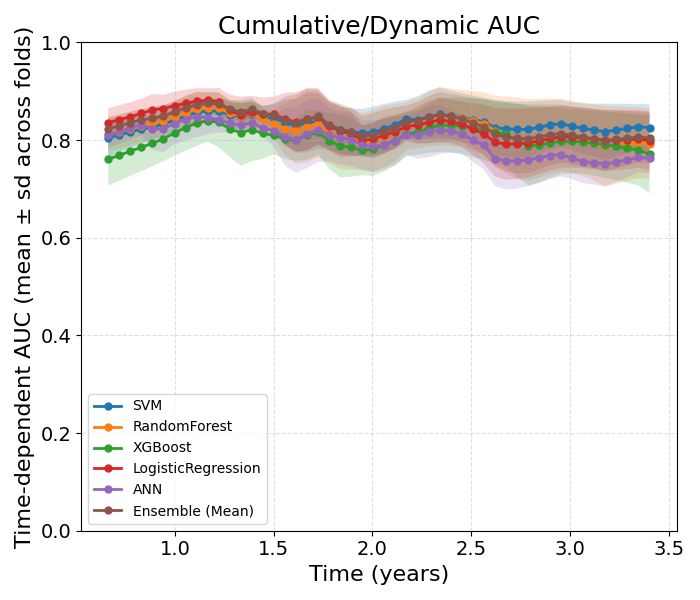 Cumulative/Dynamic AUC
Time-dependent AUC (mean ± sd across folds)
1.0
0.8
0.6
0.4
0.2
0.0
SVM
RandomForest
XGBoost
LogisticRegression
ANN
Ensemble (Mean)
1.0 1.5 2.0 2.5 3.0 3.5
Time (years)